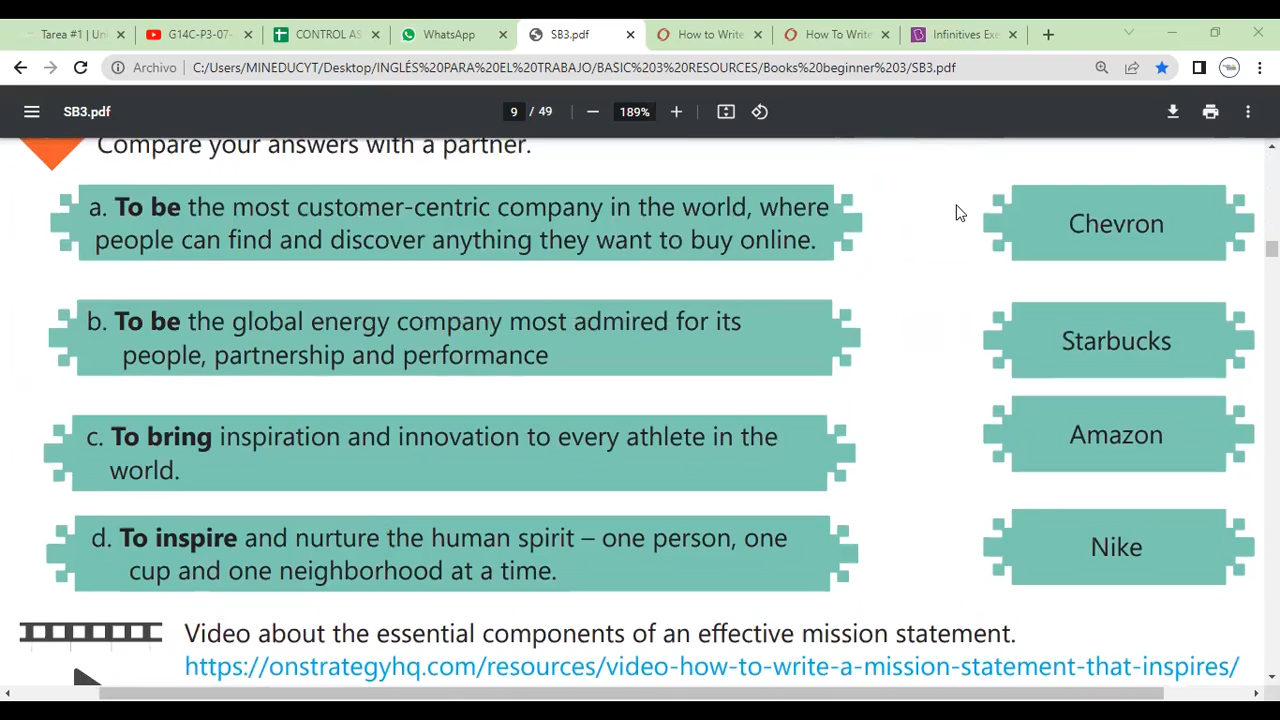 Tarea #1 | Uni
G14C-P3-07-
CONTROL AS
WhatsApp
SB3.pdf
How to Write
How To Write
Infinitives Exe
Archivo
C:/Users/MINEDUCYT/Desktop/INGLÉS%20PARA%20EL%20TRABAJO/BASIC%203%20RESOURCES/Books%20beginner%203/SB3.pdf
SB3.pdf
9 / 49
189%
Compare your answers with a partner.
a. To be the most customer-centric company in the world, where
people can find and discover anything they want to buy online.
Chevron
b. To be the global energy company most admired for its
people, partnership and performance
Starbucks
c. To bring inspiration and innovation to every athlete in the
world.
Amazon
d. To inspire and nurture the human spirit – one person, one
cup and one neighborhood at a time.
Nike
Video about the essential components of an effective mission statement.
https://onstrategyhq.com/resources/video-how-to-write-a-mission-statement-that-inspires/